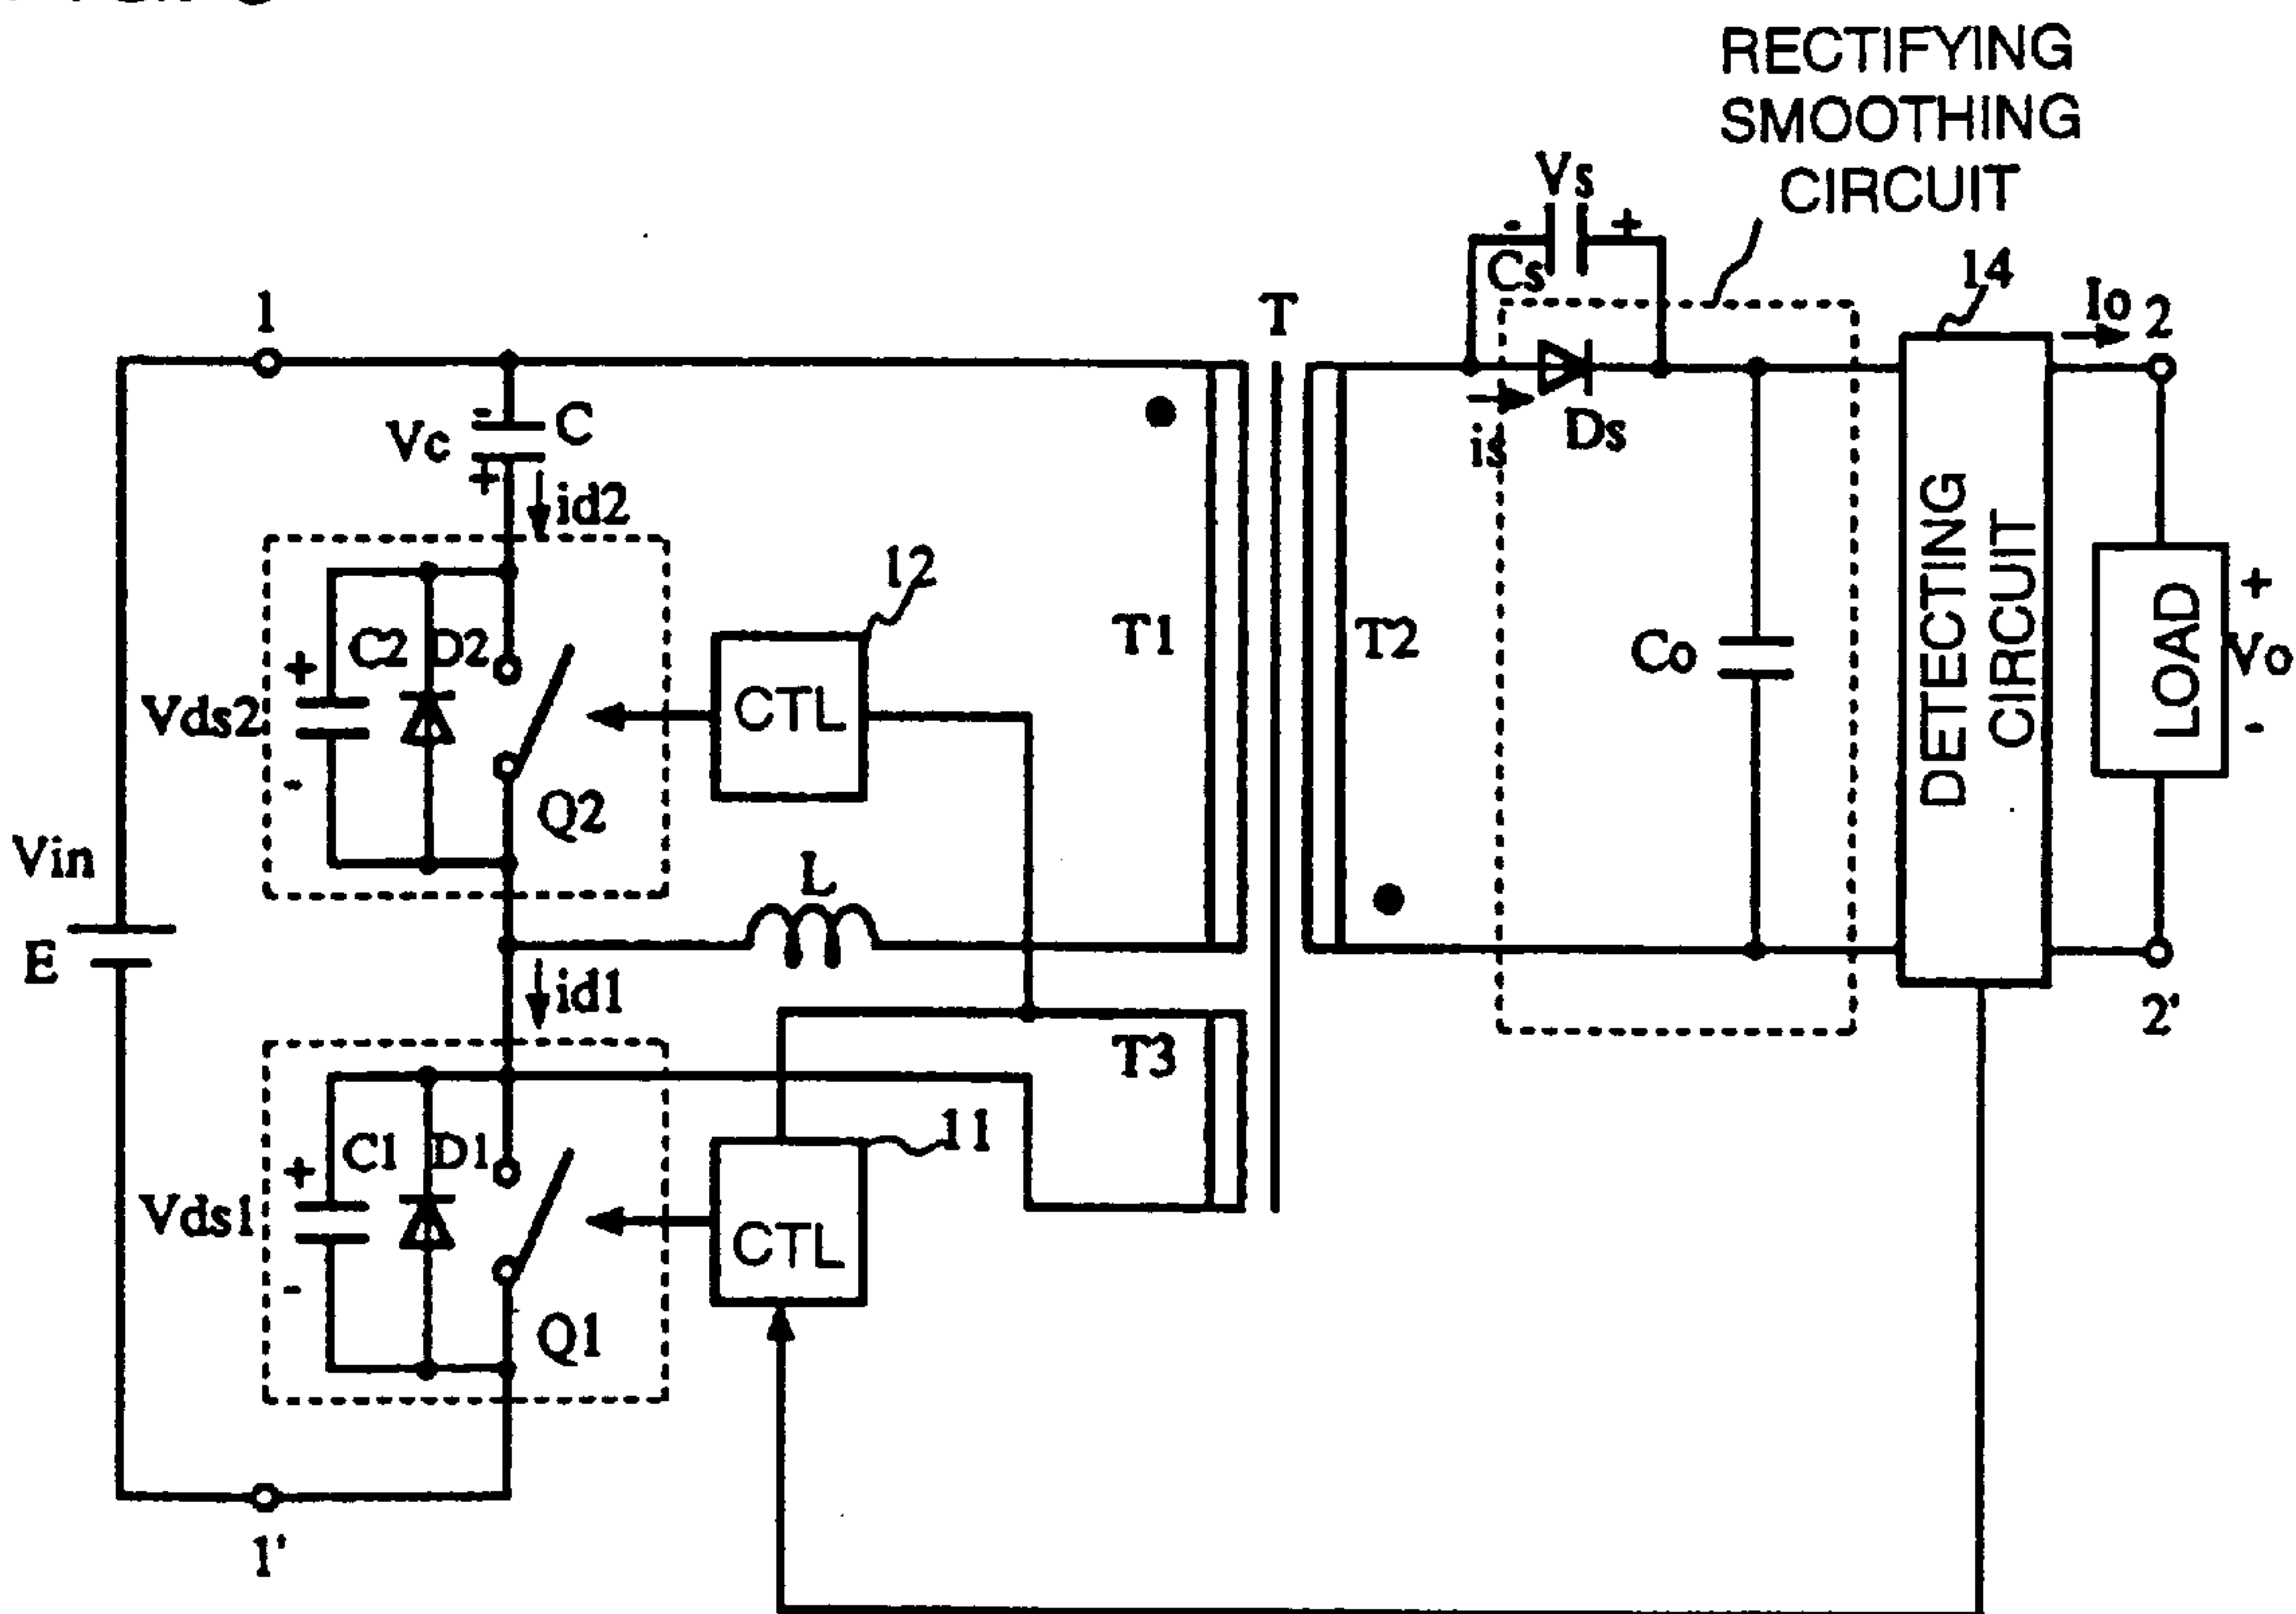 RECTIFYING
SMOOTHING
CIRCUIT
Vs
- +
Cs
14
Io 2
1
T
- C
Vc
+
id2
is
Ds
12
C2 D2
+
Vds2
-
CTL
Q2
T1
T2
Co
DETECTING
CIRCUIT
LOAD
+
Vo
-
Vin
E
L
id1
T3
2'
11
C1 D1
+
Vds1
-
CTL
Q1
1'